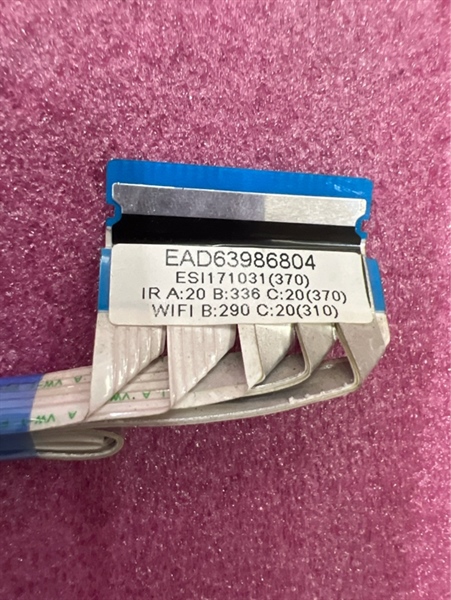 EAD63986804
ESI171031(370)
IR A:20 B:336 C:20(370)
WIFI B:290 C:20(310)